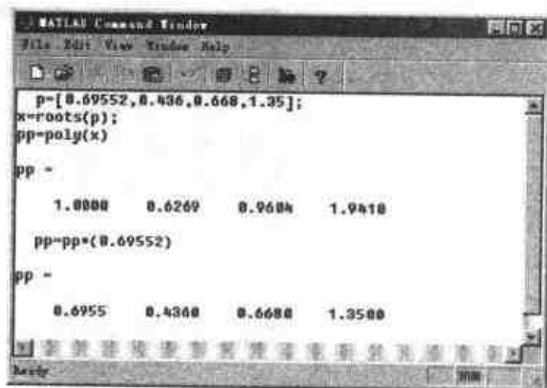 MATLAB Command Window
File Edit View Window Help
?
p=[0.69552,0.436,0.668,1.35];
x=roots(p);
pp=poly(x)
pp =
1.0000 0.6269 0.9604 1.9410
pp=pp*(0.69552)
pp =
0.6955 0.4360 0.6680 1.3500
Ready
NUM